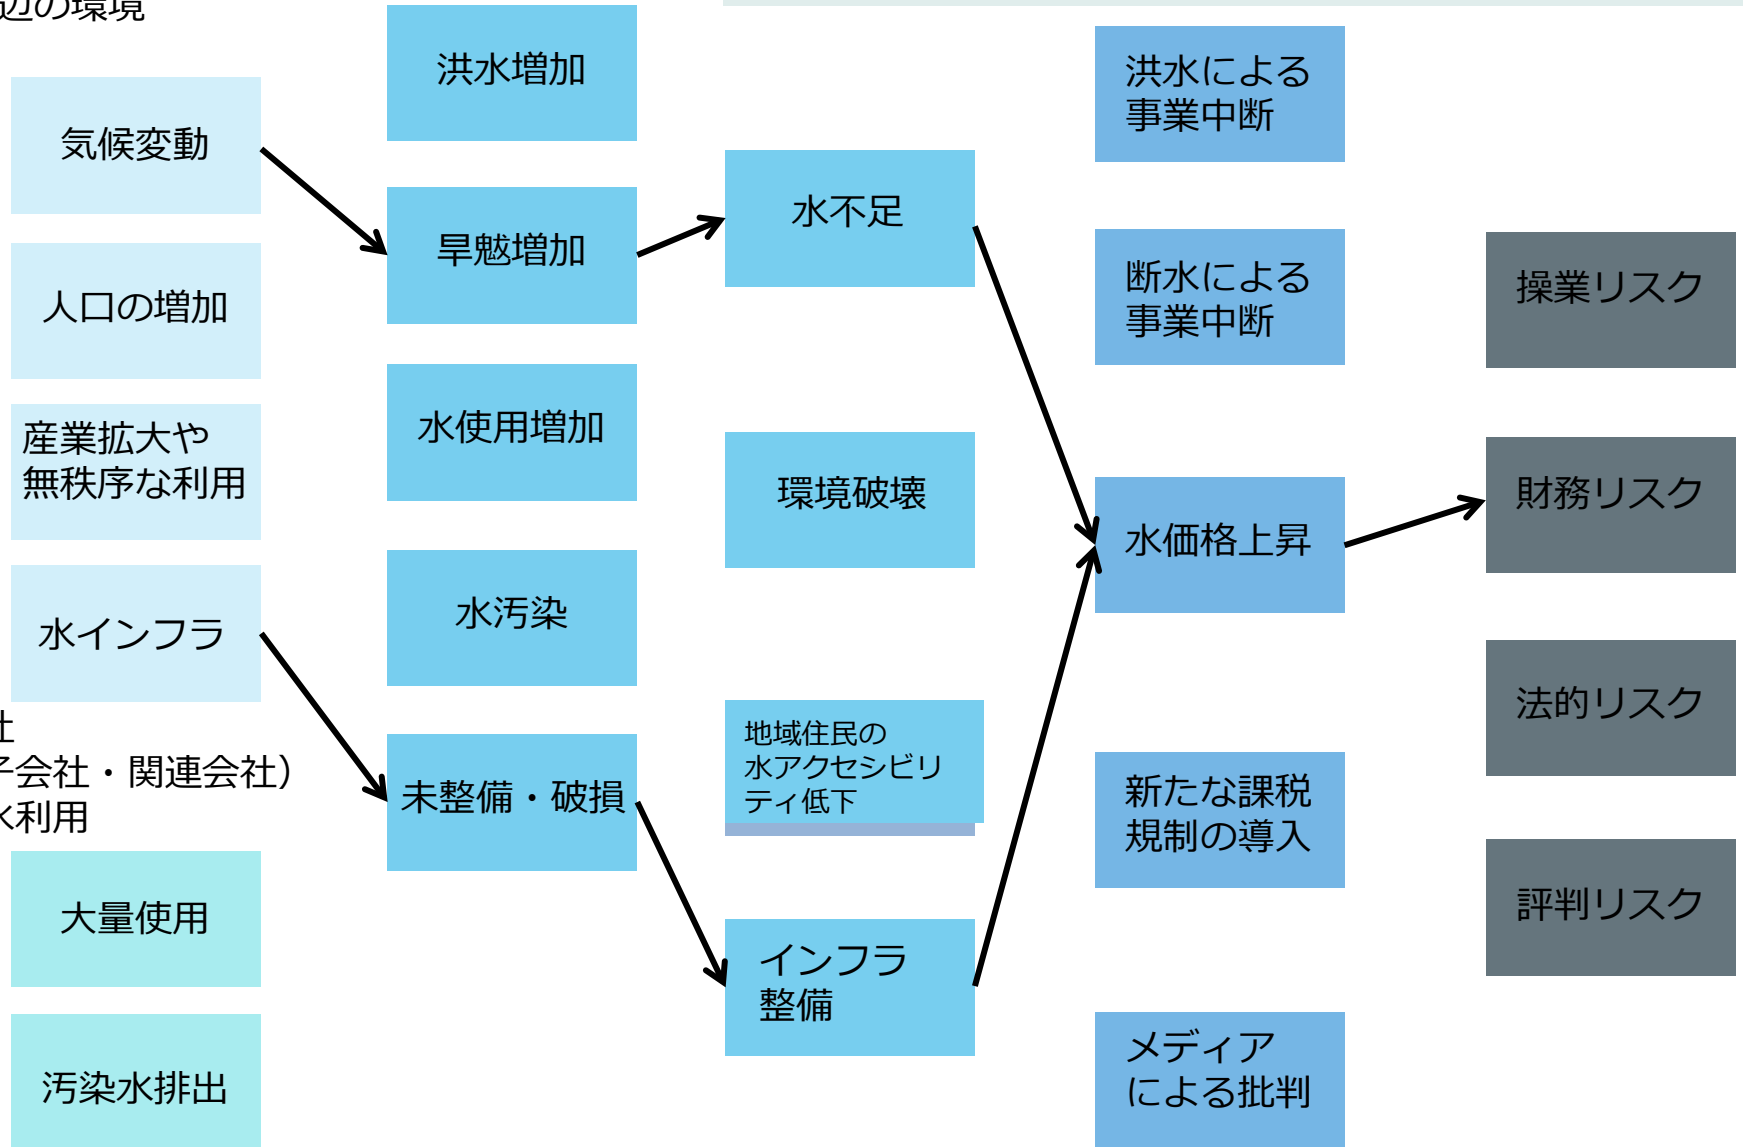 辺の環境
気候変動
人口の増加
産業拡大や
無秩序な利用
水インフラ
社
子会社・関連会社）
水利用
大量使用
汚染水排出
洪水増加
旱魃増加
水使用増加
水汚染
未整備・破損
水不足
環境破壊
地域住民の
水アクセシビリ
ティ低下
インフラ
整備
洪水による
事業中断
断水による
事業中断
水価格上昇
新たな課税
規制の導入
メディア
による批判
操業リスク
財務リスク
法的リスク
評判リスク